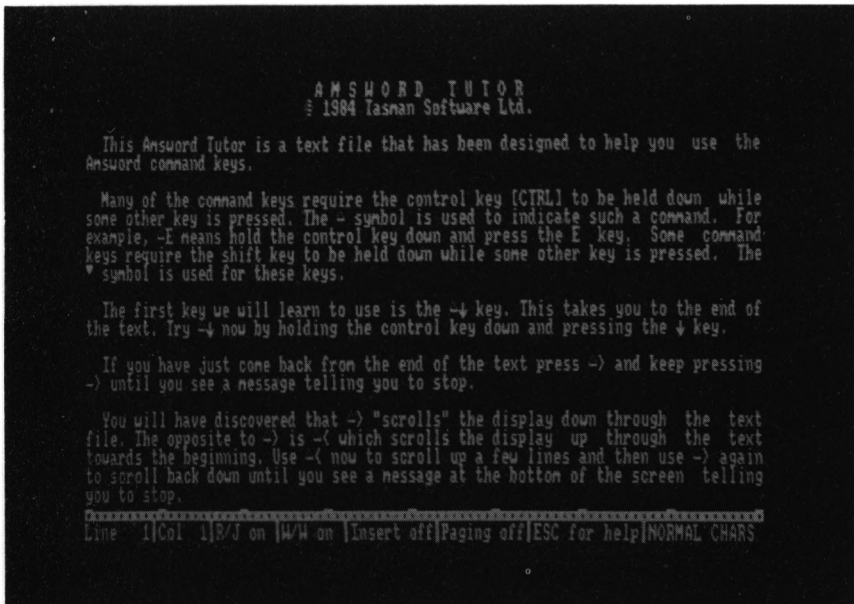 AMSWORD TUTOR
© 1984 Tasman Software Ltd.
This Amsword Tutor is a text file that has been designed to help you use the
Amsword command keys.
Many of the command keys require the control key [CTRL] to be held down while
some other key is pressed. The ¬ symbol is used to indicate such a command. For
example, ¬E means hold the control key down and press the E key. Some command
keys require the shift key to be held down while some other key is pressed. The
▼ symbol is used for these keys.
The first key we will learn to use is the ¬↓ key. This takes you to the end of
the text. Try ¬↓ now by holding the control key down and pressing the ↓ key.
If you have just come back from the end of the text press ¬> and keep pressing
¬> until you see a message telling you to stop.
You will have discovered that ¬> "scrolls" the display down through the text
file. The opposite to ¬> is ¬< which scrolls the display up through the text
towards the beginning. Use ¬< now to scroll up a few lines and then use ¬> again
to scroll back down until you see a message at the bottom of the screen telling
you to stop.
Line 1|Col 1|R/J on |W/W on |Insert off|Paging off|ESC for help|NORMAL CHARS